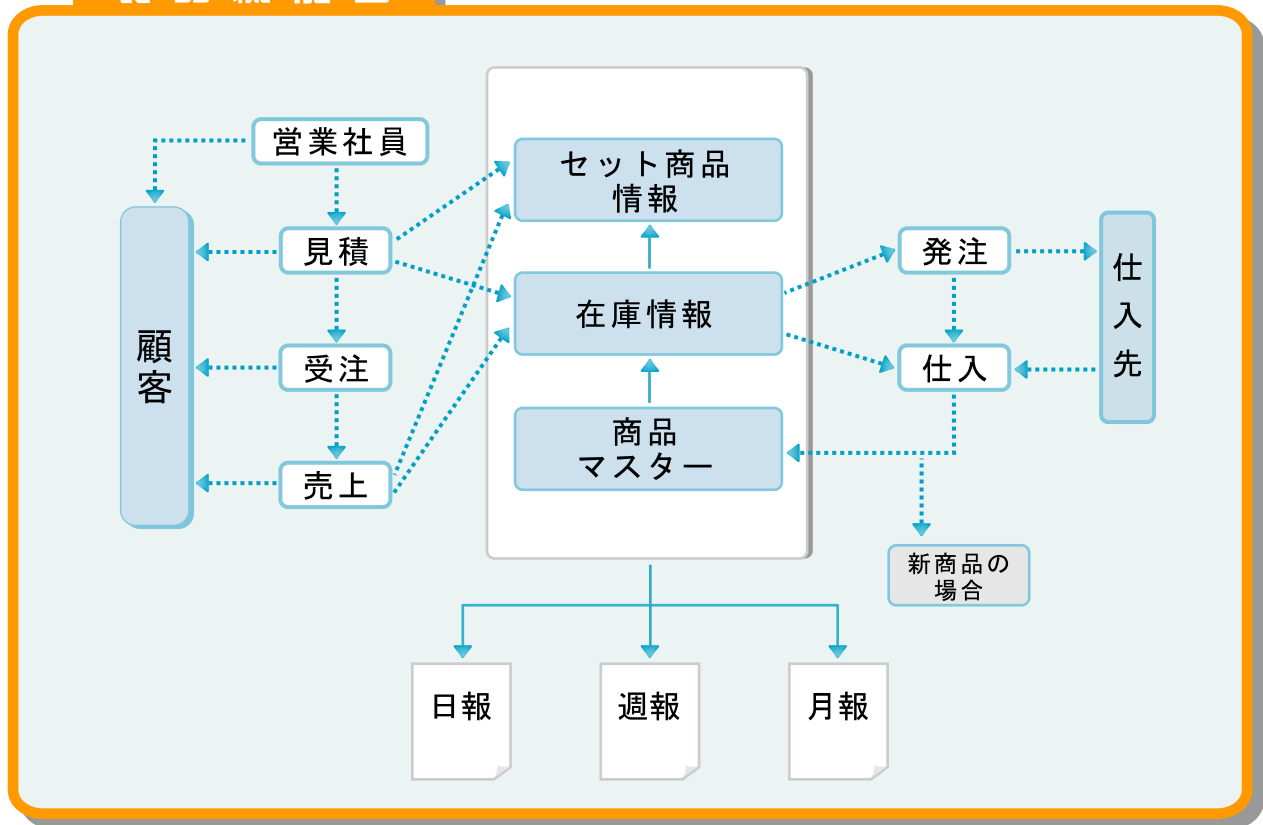 営業社員
見積
受注
売上
顧客
セット商品
情報
在庫情報
商品
マスター
発注
仕入
仕入先
新商品の
場合
日報
週報
月報